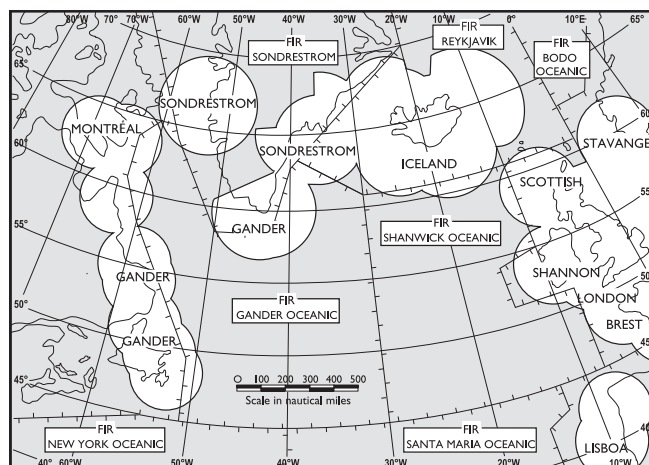 80°W
70°W
60°W
50°W
40°W
30°W
20°W
10°W
0°
10°E
65°
FIR
SONDRESTROM
FIR
REYKJAVIK
FIR
BODO
OCEANIC
65°
SONDRESTROM
MONTRÉAL
60°
SONDRESTROM
ICELAND
STAVANGE
60°
SCOTTISH
55°
GANDER
FIR
SHANWICK OCEANIC
GANDER
SHANNON
50°
LONDON
50°
FIR
GANDER OCEANIC
BREST
GANDER
45°
45°
0 100 200 300 400 500
Scale in nautical miles
FIR
NEW YORK OCEANIC
FIR
SANTA MARIA OCEANIC
LISBOA
40°
40° 60°W
50°W
40°W
30°W
20°W
10°W